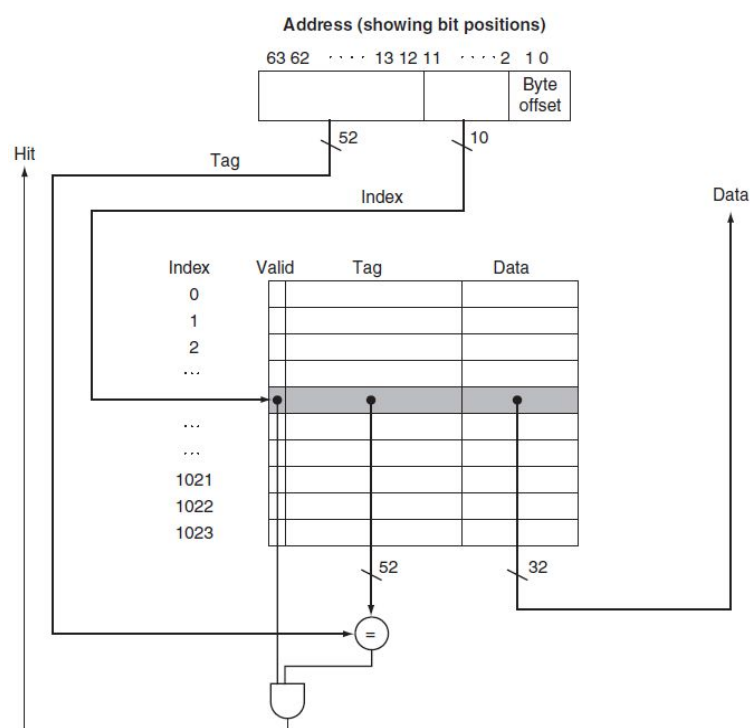 Address (showing bit positions)
63 62 ···· 13 12 11 ····2 1 0
Byte
offset
52
10
Hit
Tag
Index
Data
Index Valid Tag Data
0
1
2
...
...
...
1021
1022
1023
52
32
=